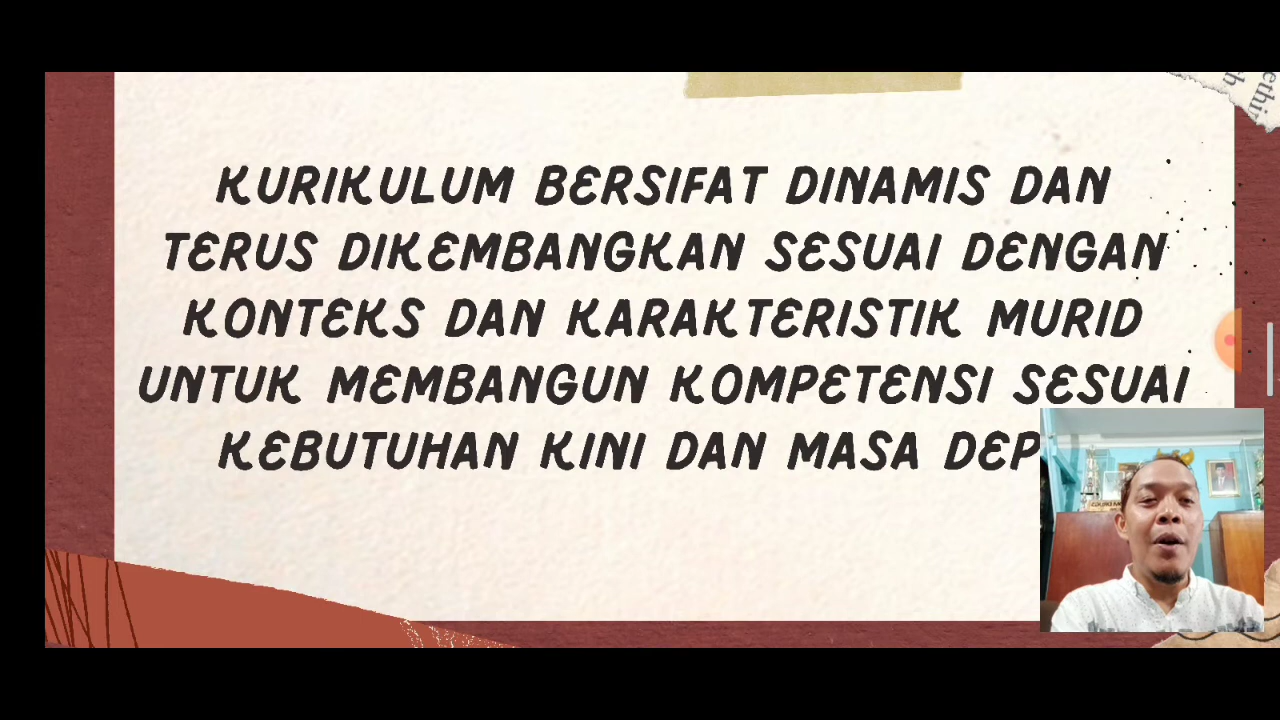 KURIKULUM BERSIFAT DINAMIS DAN
TERUS DIKEMBANGKAN SESUAI DENGAN
KONTEKS DAN KARAKTERISTIK MURID
UNTUK MEMBANGUN KOMPETENSI SESUAI
KEBUTUHAN KINI DAN MASA DEP